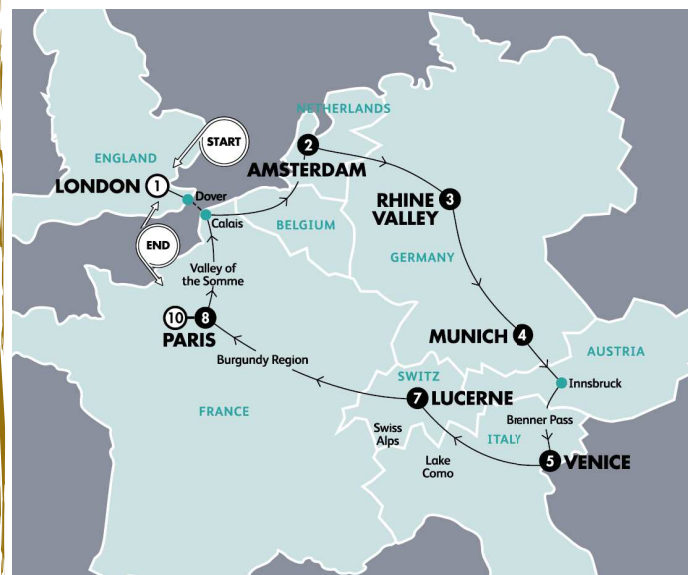 NETHERLANDS
START
2
AMSTERDAM
ENGLAND
LONDON 1
Dover
Calais
3
RHINE
VALLEY
BELGIUM
END
GERMANY
Valley of
the Somme
10 8
PARIS
MUNICH 4
AUSTRIA
Burgundy Region
SWITZ
Innsbruck
7 LUCERNE
FRANCE
Brenner Pass
Swiss
Alps
ITALY
Lake
Como
5 VENICE